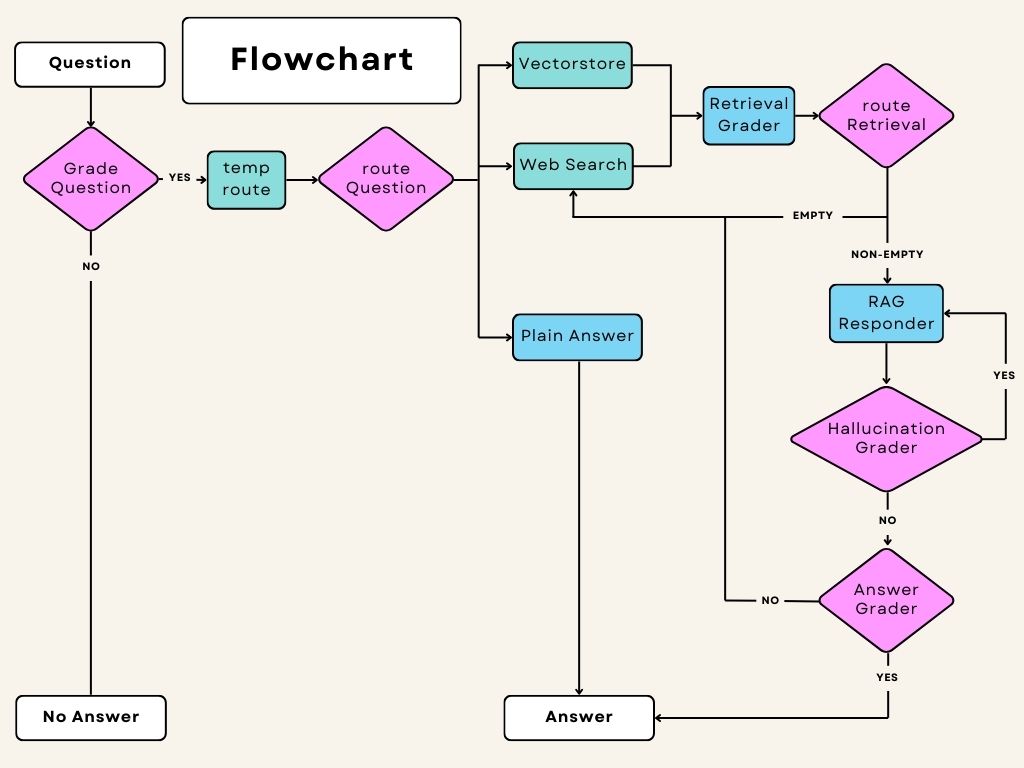 Flowchart
Question
Grade
Question
YES
temp
route
route
Question
Vectorstore
Web Search
Retrieval
Grader
route
Retrieval
EMPTY
NON-EMPTY
NO
Plain Answer
RAG
Responder
YES
Hallucination
Grader
NO
Answer
Grader
NO
YES
No Answer
Answer